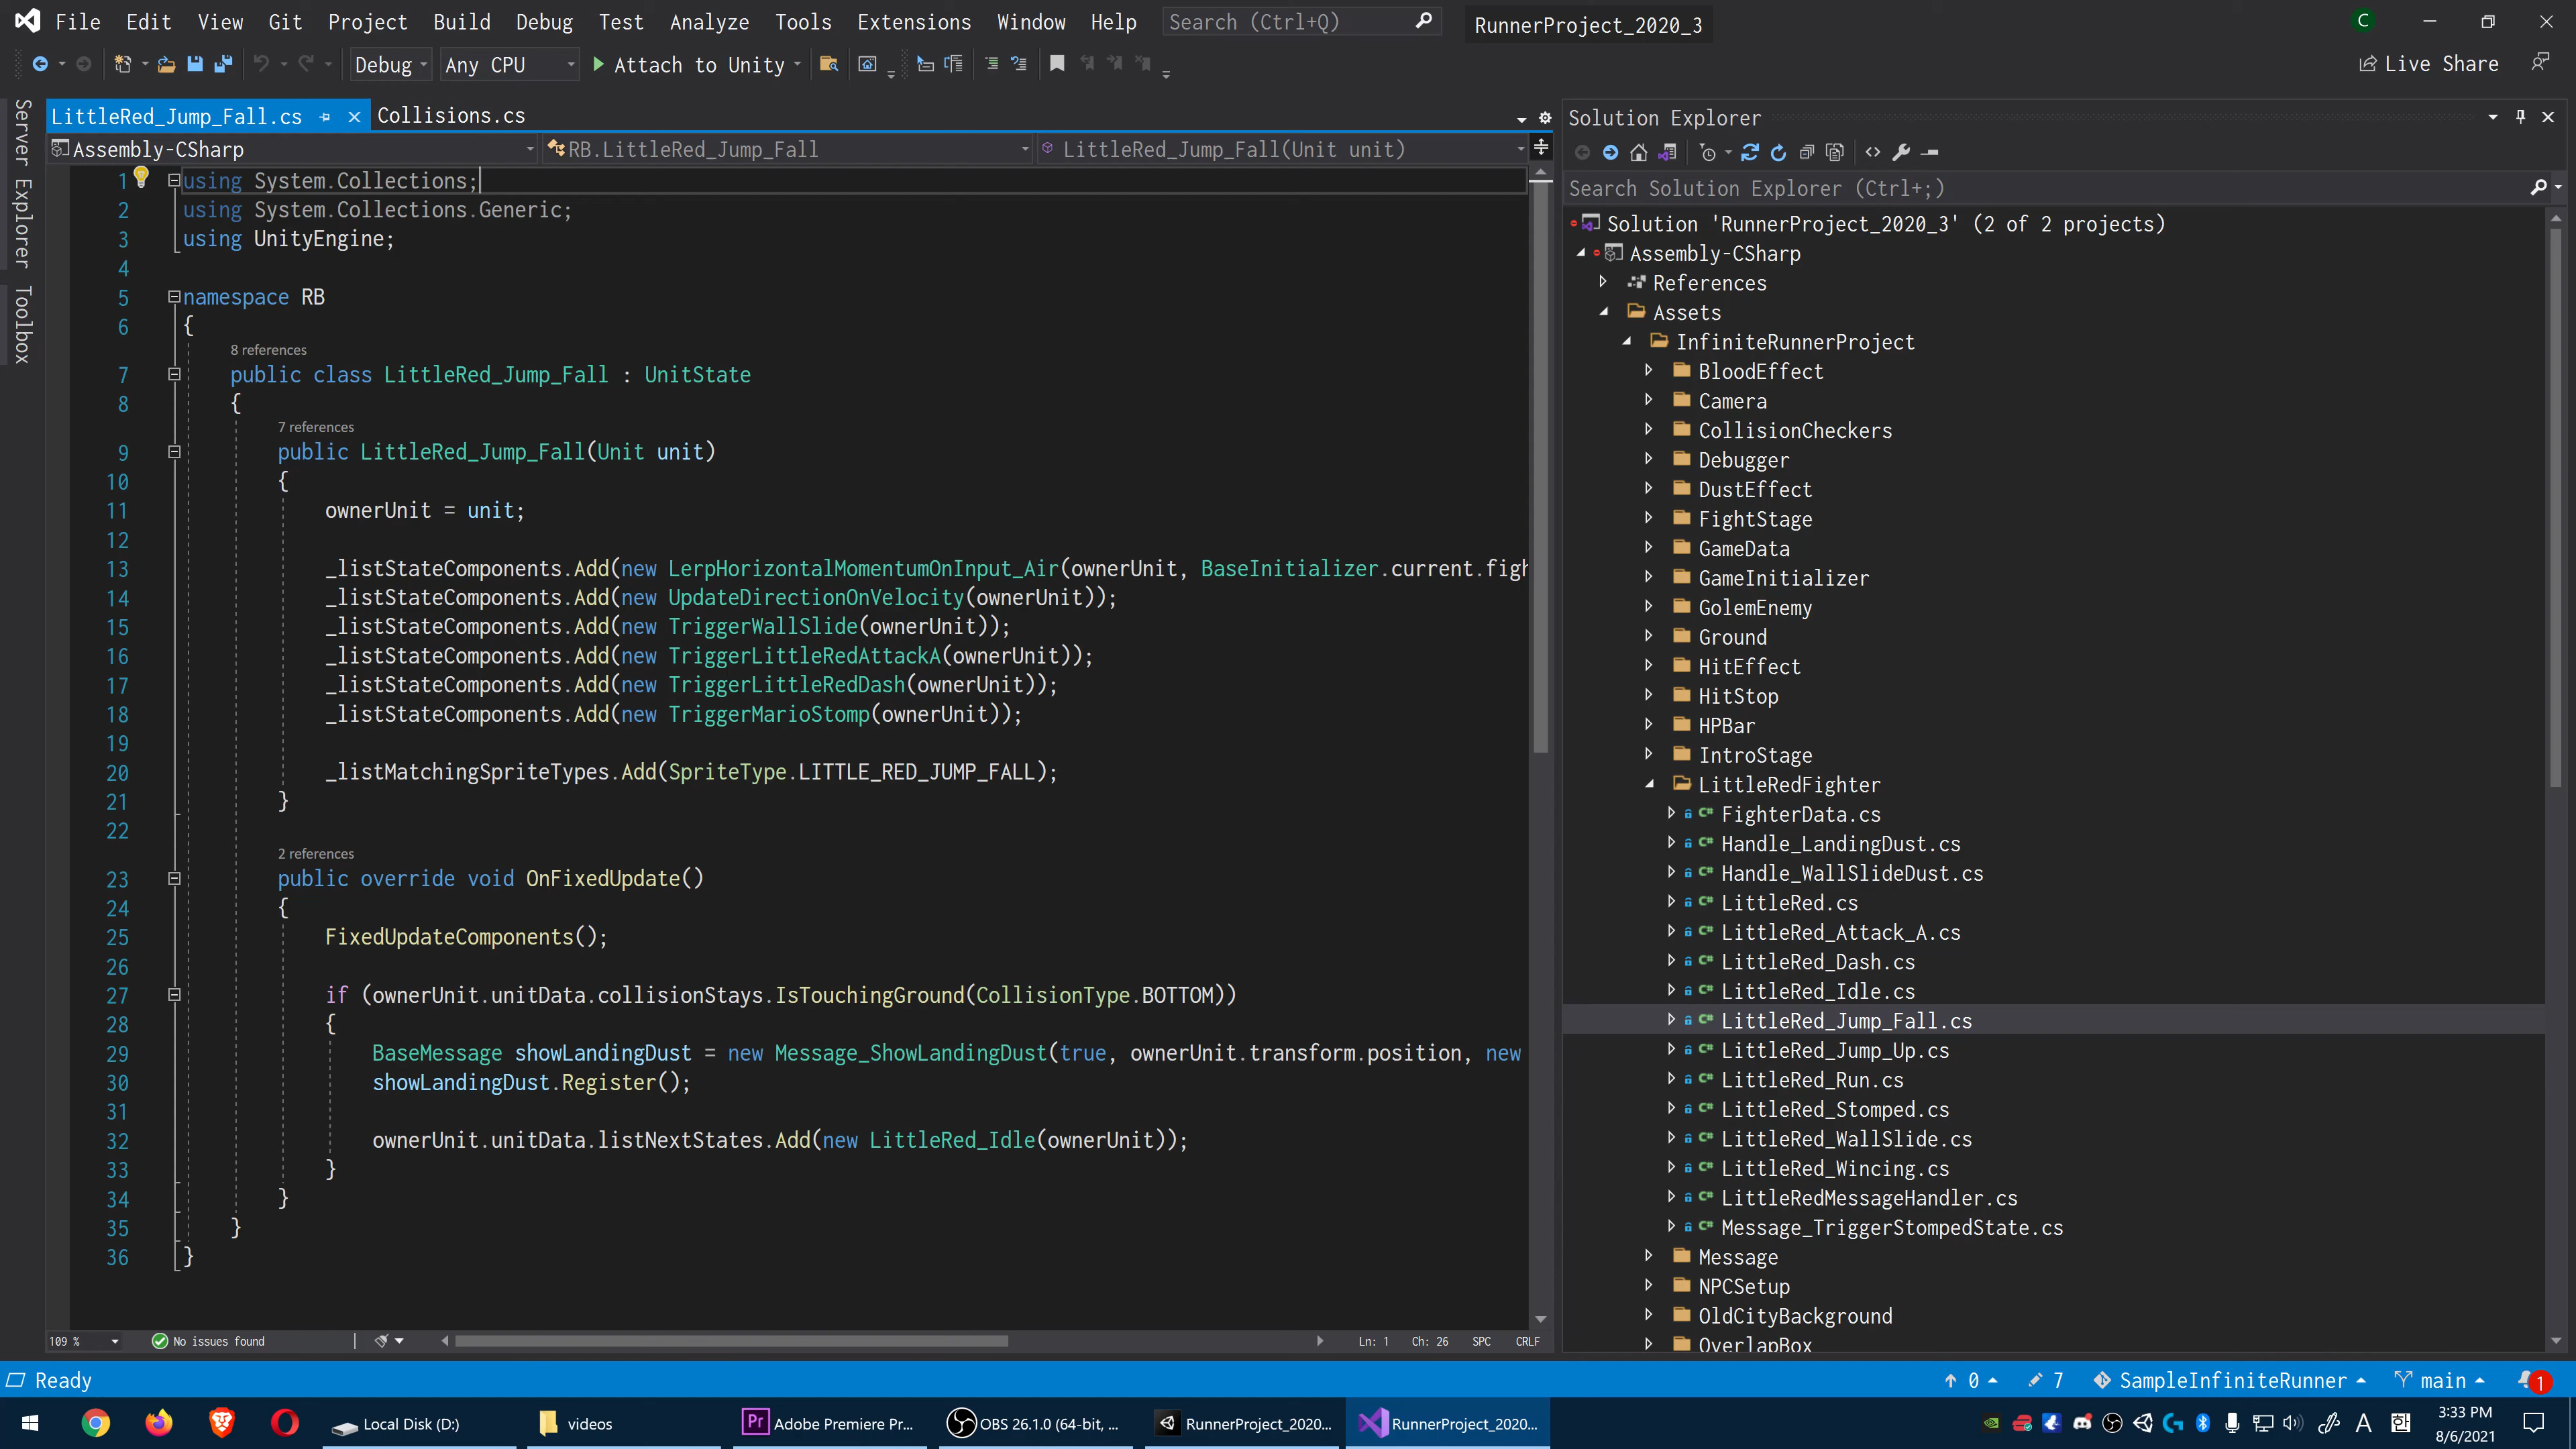 File Edit View Git Project Build Debug Test Analyze Tools Extensions Window Help Search (Ctrl+Q) RunnerProject_2020_3 C
Debug Any CPU Attach to Unity Live Share
Server Explorer
Toolbox
LittleRed_Jump_Fall.cs Collisions.cs
Assembly-CSharp RB.LittleRed_Jump_Fall LittleRed_Jump_Fall(Unit unit)
1 using System.Collections;
2 using System.Collections.Generic;
3 using UnityEngine;
4
5 namespace RB
6 {
8 references
7 public class LittleRed_Jump_Fall : UnitState
8 {
7 references
9 public LittleRed_Jump_Fall(Unit unit)
10 {
11 ownerUnit = unit;
12
13 _listStateComponents.Add(new LerpHorizontalMomentumOnInput_Air(ownerUnit, BaseInitializer.current.figh
14 _listStateComponents.Add(new UpdateDirectionOnVelocity(ownerUnit));
15 _listStateComponents.Add(new TriggerWallSlide(ownerUnit));
16 _listStateComponents.Add(new TriggerLittleRedAttackA(ownerUnit));
17 _listStateComponents.Add(new TriggerLittleRedDash(ownerUnit));
18 _listStateComponents.Add(new TriggerMarioStomp(ownerUnit));
19
20 _listMatchingSpriteTypes.Add(SpriteType.LITTLE_RED_JUMP_FALL);
21 }
22
2 references
23 public override void OnFixedUpdate()
24 {
25 FixedUpdateComponents();
26
27 if (ownerUnit.unitData.collisionStays.IsTouchingGround(CollisionType.BOTTOM))
28 {
29 BaseMessage showLandingDust = new Message_ShowLandingDust(true, ownerUnit.transform.position, new
30 showLandingDust.Register();
31
32 ownerUnit.unitData.listNextStates.Add(new LittleRed_Idle(ownerUnit));
33 }
34 }
35 }
36 }
109 % No issues found Ln: 1 Ch: 26 SPC CRLF
Solution Explorer
Search Solution Explorer (Ctrl+;)
Solution 'RunnerProject_2020_3' (2 of 2 projects)
Assembly-CSharp
References
Assets
InfiniteRunnerProject
BloodEffect
Camera
CollisionCheckers
Debugger
DustEffect
FightStage
GameData
GameInitializer
GolemEnemy
Ground
HitEffect
HitStop
HPBar
IntroStage
LittleRedFighter
C# FighterData.cs
C# Handle_LandingDust.cs
C# Handle_WallSlideDust.cs
C# LittleRed.cs
C# LittleRed_Attack_A.cs
C# LittleRed_Dash.cs
C# LittleRed_Idle.cs
C# LittleRed_Jump_Fall.cs
C# LittleRed_Jump_Up.cs
C# LittleRed_Run.cs
C# LittleRed_Stomped.cs
C# LittleRed_WallSlide.cs
C# LittleRed_Wincing.cs
C# LittleRedMessageHandler.cs
C# Message_TriggerStompedState.cs
Message
NPCSetup
OldCityBackground
OverlapBox
Ready 0 7 SampleInfiniteRunner main 1
Local Disk (D:) videos Pr Adobe Premiere Pr... OBS 26.1.0 (64-bit, ... RunnerProject_2020... RunnerProject_2020... A 한 3:33 PM
8/6/2021